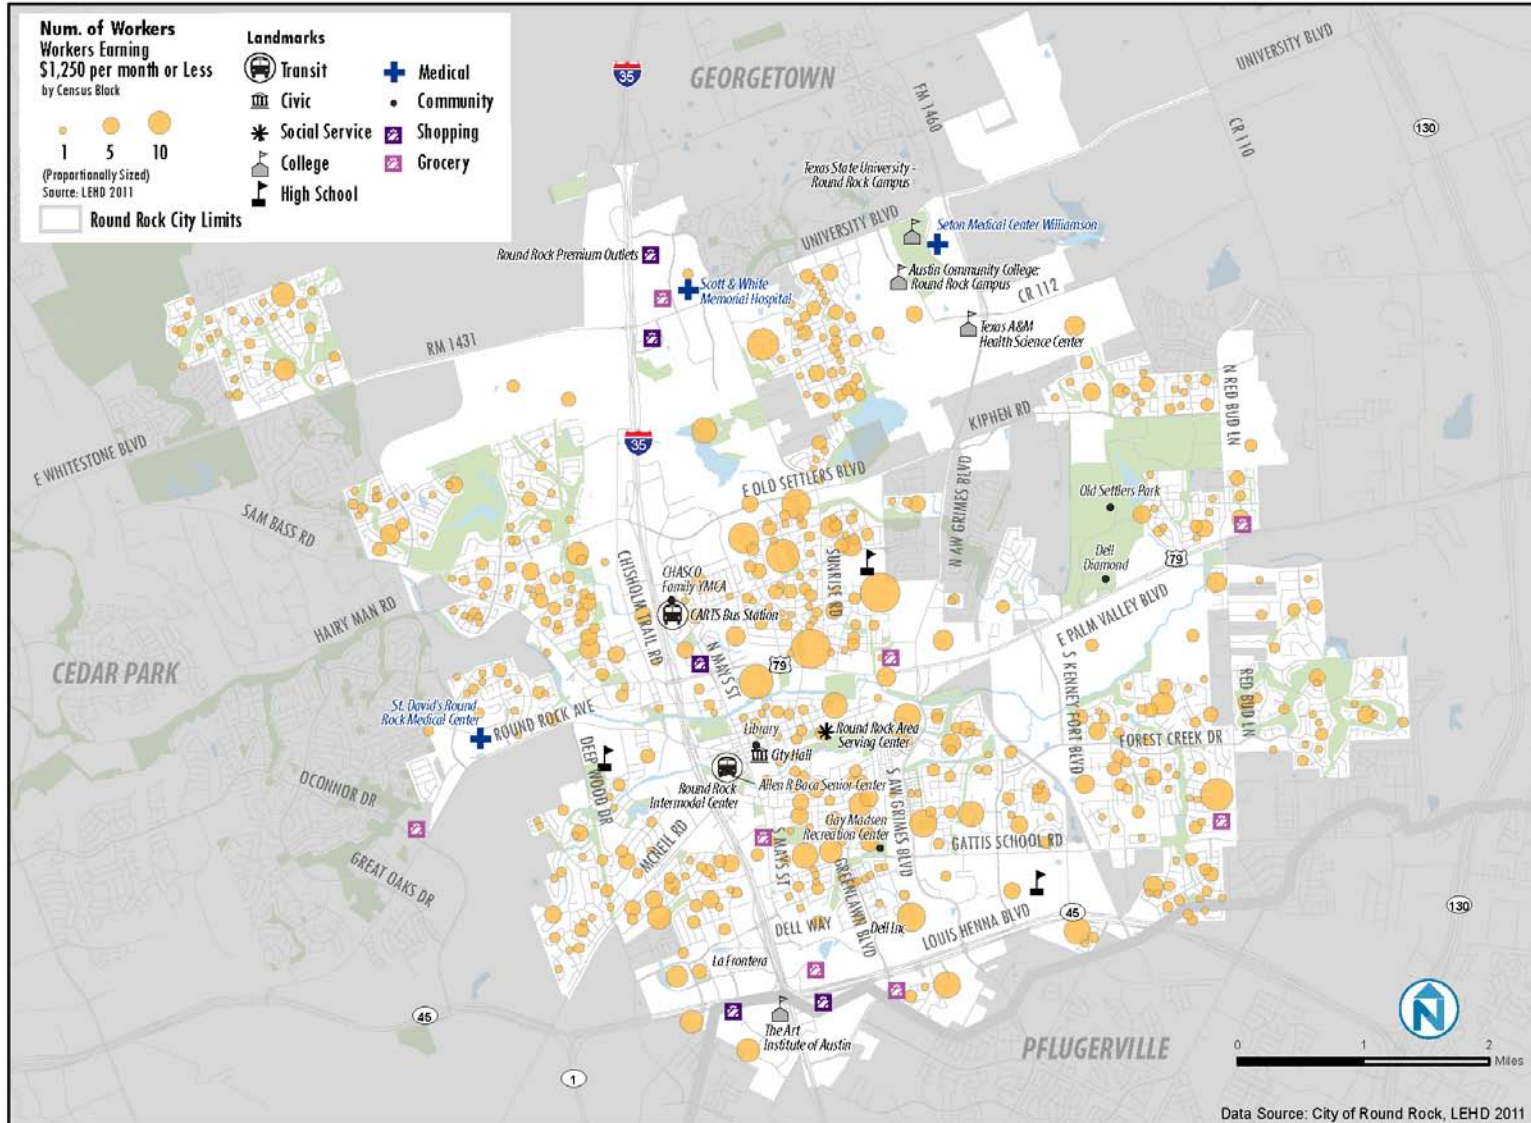 Num. of Workers
Workers Earning
$1,250 per month or Less
by Census Block
1 5 10
(Proportionally Sized)
Source: LEHD 2011
Round Rock City Limits
Landmarks
Transit
Civic
Social Service
College
High School
Medical
Community
Shopping
Grocery
35
GEORGETOWN
FM 1460
UNIVERSITY BLVD
CR 110
130
Texas State University -
Round Rock Campus
UNIVERSITY BLVD
Seton Medical Center Williamson
Round Rock Premium Outlets
Scott & White
Memorial Hospital
Austin Community College:
Round Rock Campus
CR 112
Texas A&M
Health Science Center
RM 1431
N RED BUD LN
KIPHEN RD
35
E WHITESTONE BLVD
E OLD SETTLERS BLVD
N AW GRIMES BLVD
Old Settlers Park
SAM BASS RD
SUNRISE RD
Dell
Diamond
79
CHISHOLM TRAIL RD
CHASCO
Family YMCA
CARTS Bus Station
HAIRY MAN RD
E PALM VALLEY BLVD
CEDAR PARK
N MAYS ST
79
S KENNEY FORT BLVD
RED BUD LN
St. David's Round
Rock Medical Center
ROUND ROCK AVE
Library
City Hall
Round Rock Area
Serving Center
FOREST CREEK DR
DEEP WOOD DR
OCONNOR DR
Round Rock
Intermodal Center
Allen R Baca Senior Center
S AW GRIMES BLVD
Clay Madsen
Recreation Center
GATTIS SCHOOL RD
MCNEIL RD
S MAYS ST
GREENLAWN BLVD
GREAT OAKS DR
DELL WAY
Dell Inc
LOUIS HENNA BLVD
45
130
La Frontera
45
The Art
Institute of Austin
PFLUGERVILLE
1
N
0 1 2
Miles
Data Source: City of Round Rock, LEHD 2011